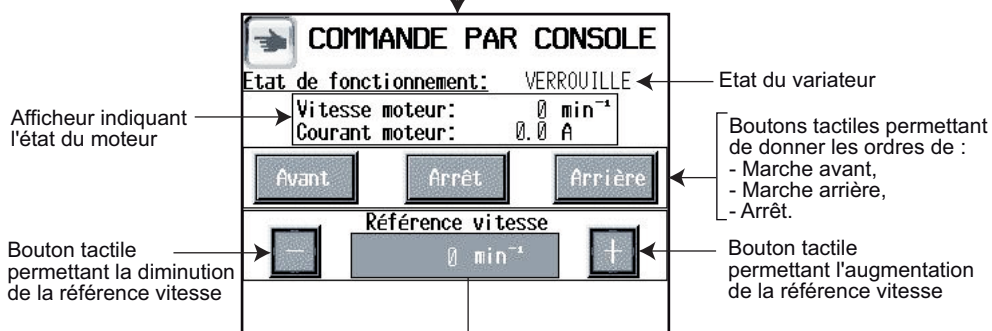 COMMANDE PAR CONSOLE
Etat de fonctionnement: VERROUILLE
Etat du variateur
Afficheur indiquant
l'état du moteur
Vitesse moteur: 0 min⁻¹
Courant moteur: 0.0 A
Boutons tactiles permettant
de donner les ordres de :
- Marche avant,
- Marche arrière,
- Arrêt.
Avant Arrêt Arrière
Référence vitesse
- 0 min⁻¹ +
Bouton tactile
permettant la diminution
de la référence vitesse
Bouton tactile
permettant l'augmentation
de la référence vitesse